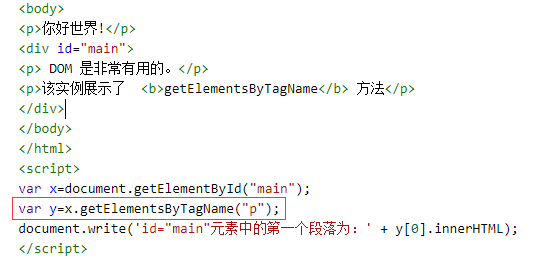 <body>
<p>你好世界!</p>
<div id="main">
<p> DOM 是非常有用的。</p>
<p>该实例展示了  <b>getElementsByTagName</b> 方法</p>
</div>
</body>
</html>
<script>
var x=document.getElementById("main");
var y=x.getElementsByTagName("p");
document.write('id="main"元素中的第一个段落为：' + y[0].innerHTML);
</script>